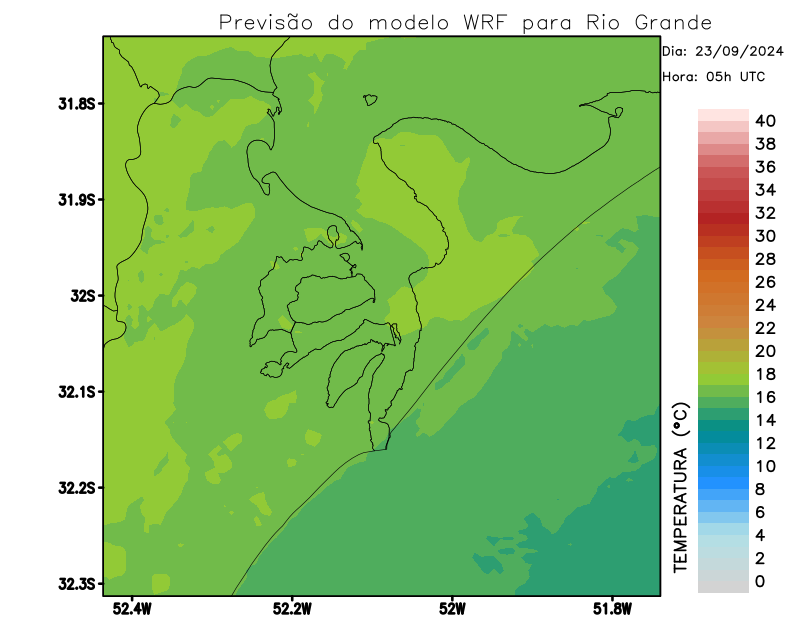 Previsão do modelo WRF para Rio Grande
Dia: 23/09/2024
Hora: 05h UTC
31.8S
31.9S
32S
32.1S
32.2S
32.3S
52.4W
52.2W
52W
51.8W
TEMPERATURA (°C)
40
38
36
34
32
30
28
26
24
22
20
18
16
14
12
10
8
6
4
2
0